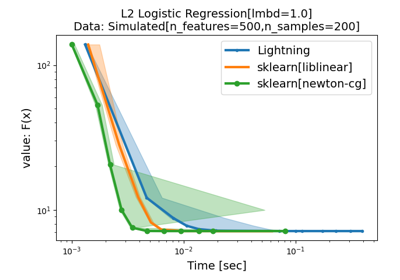 L2 Logistic Regression[lmbd=1.0]
Data: Simulated[n_features=500,n_samples=200]
Lightning
sklearn[liblinear]
sklearn[newton-cg]
value: F(x)
10²
10¹
10⁻³
10⁻²
10⁻¹
Time [sec]